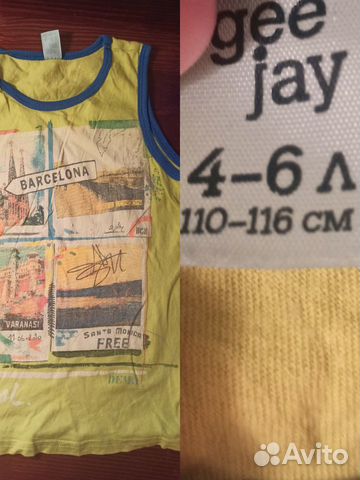 BARCELONA
VARANASI
SANTA MONICA
FREE
gee
jay
4–6 Л
110–116 СМ
Avito